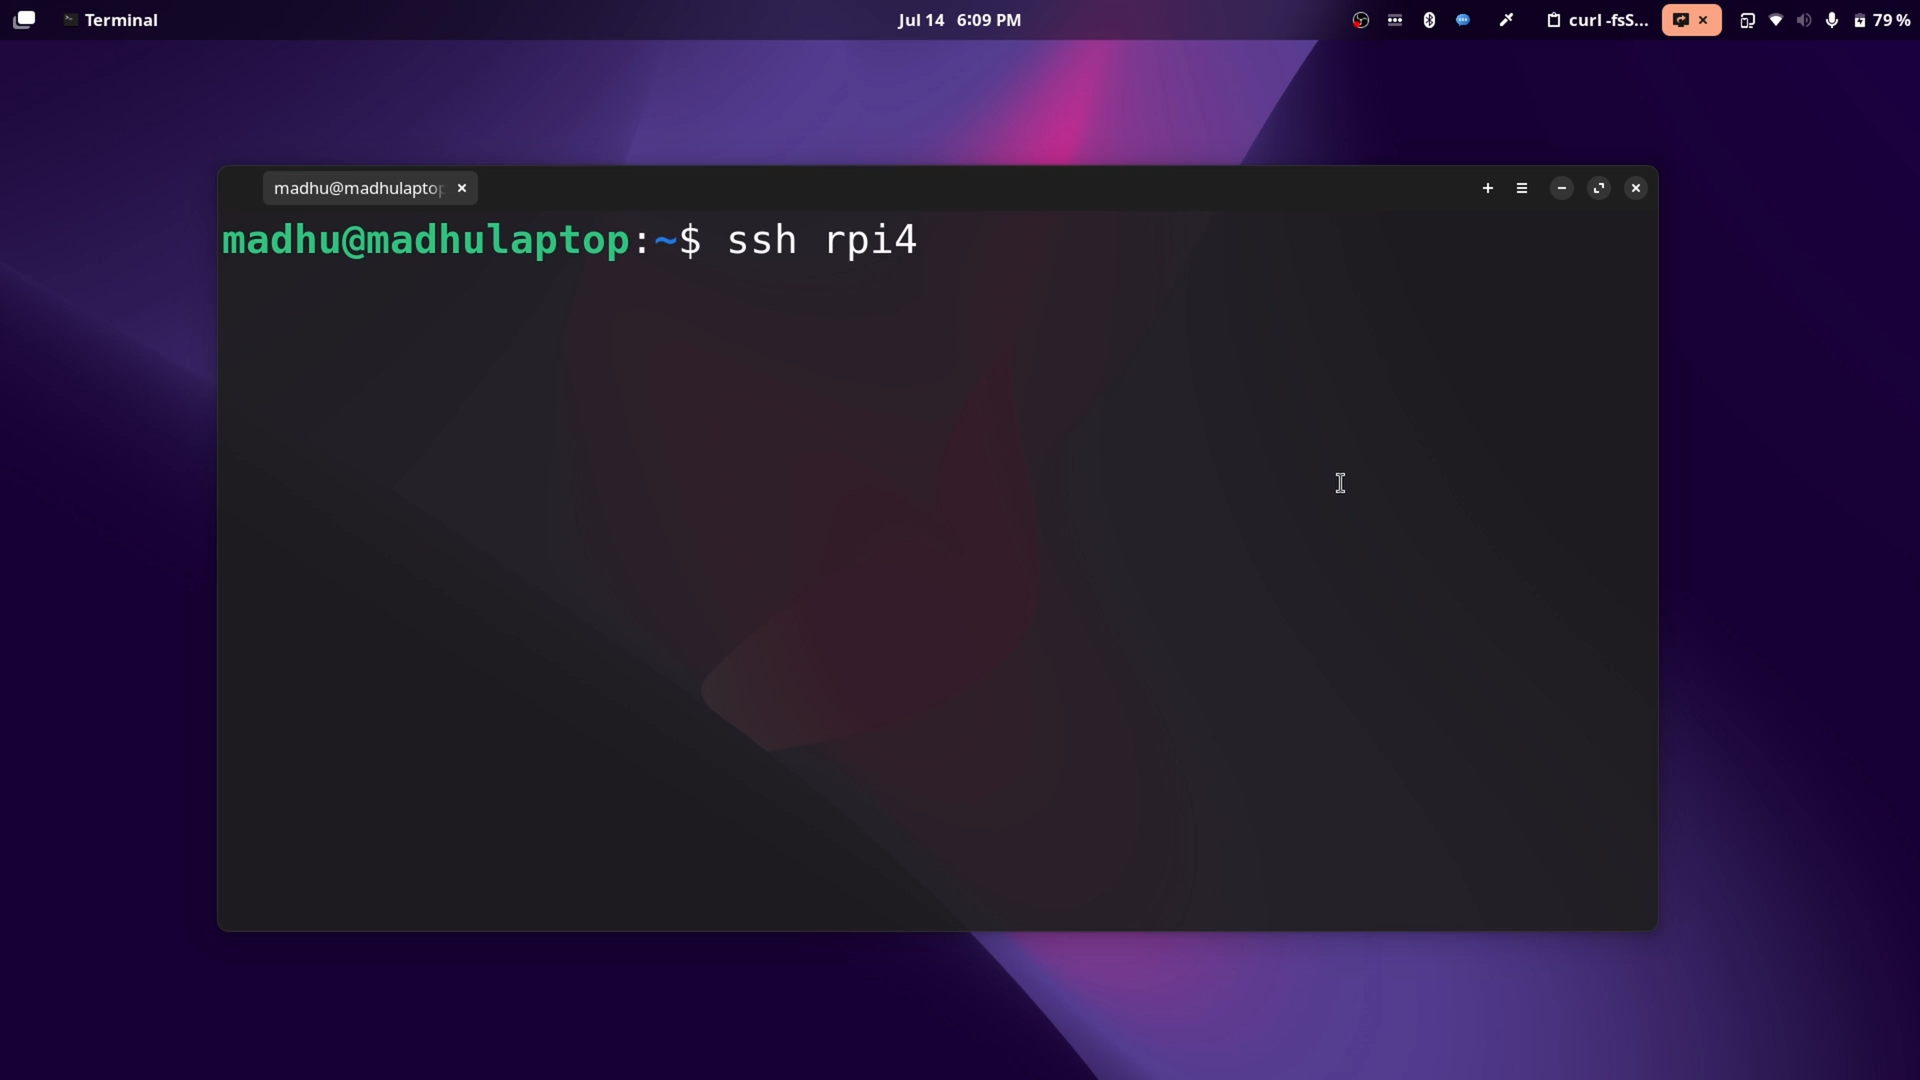 Terminal
Jul 14 6:09 PM
curl -fsS...
79 %
madhu@madhulaptop
madhu@madhulaptop:~$ ssh rpi4